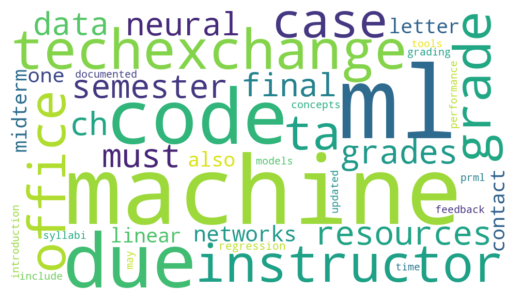 data neural case letter
techexchange grading tools
midterm one documented semester final grade
ch code ta ml performance
concepts
office must also grades
models updated prml contact
machine feedback
syllabi linear networks resources
introduction regression
include due may instructor time